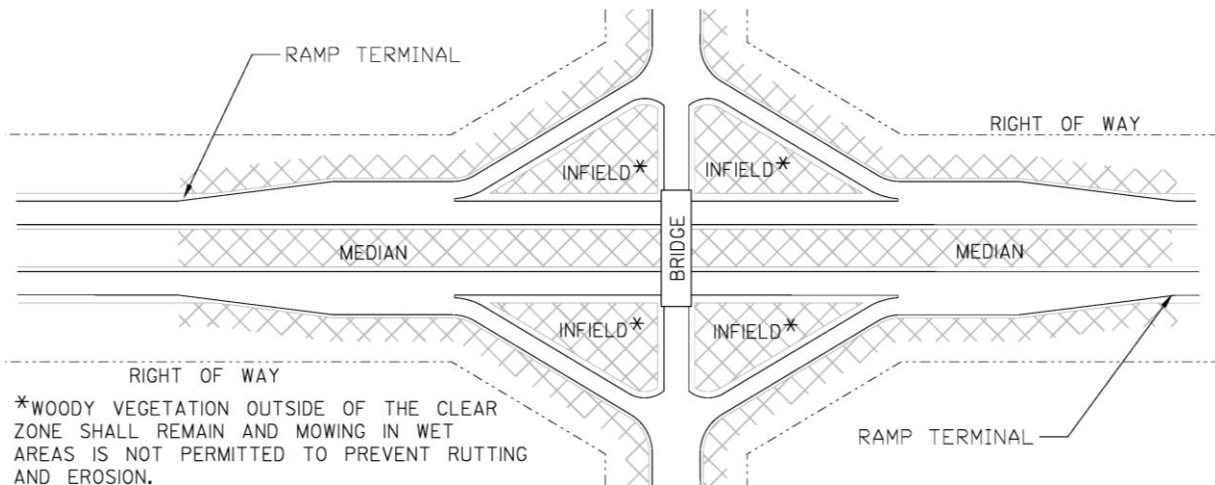 RAMP TERMINAL
RIGHT OF WAY
INFIELD*
INFIELD*
BRIDGE
MEDIAN
MEDIAN
INFIELD*
INFIELD*
RIGHT OF WAY
*WOODY VEGETATION OUTSIDE OF THE CLEAR
ZONE SHALL REMAIN AND MOWING IN WET
AREAS IS NOT PERMITTED TO PREVENT RUTTING
AND EROSION.
RAMP TERMINAL